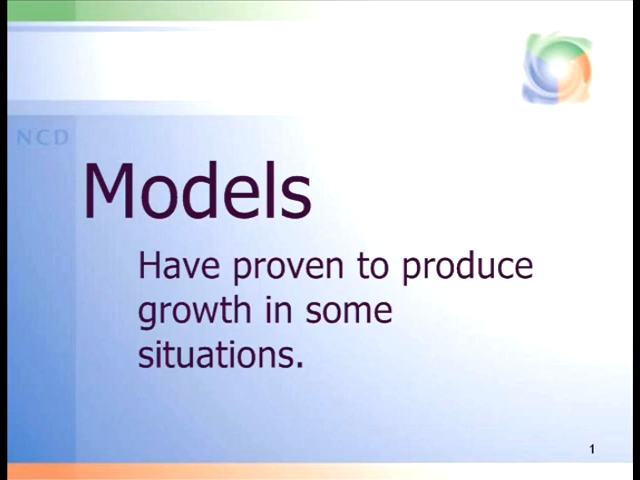 NCD
Models
Have proven to produce
growth in some
situations.
1